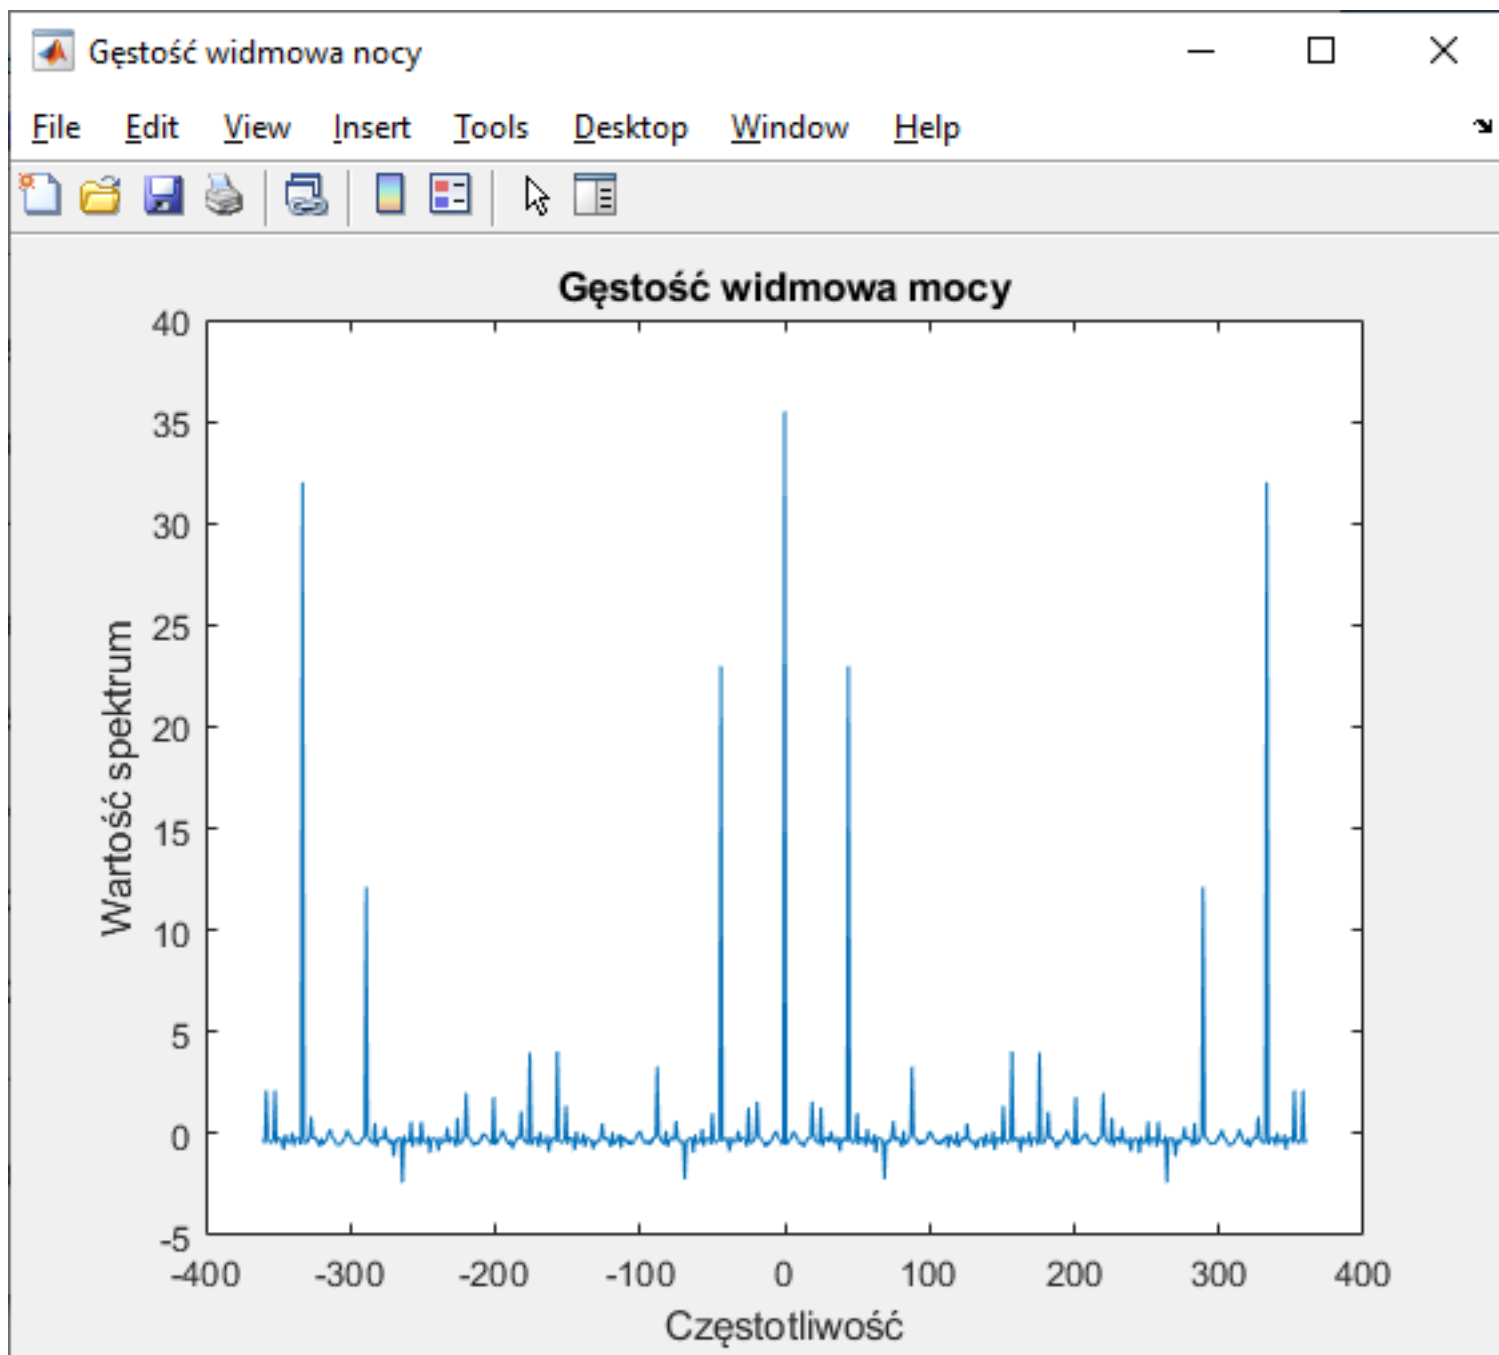 Gęstość widmowa nocy
File Edit View Insert Tools Desktop Window Help
Gęstość widmowa mocy
40
35
30
25
20
15
10
5
0
-5
Wartość spektrum
-400 -300 -200 -100 0 100 200 300 400
Częstotliwość